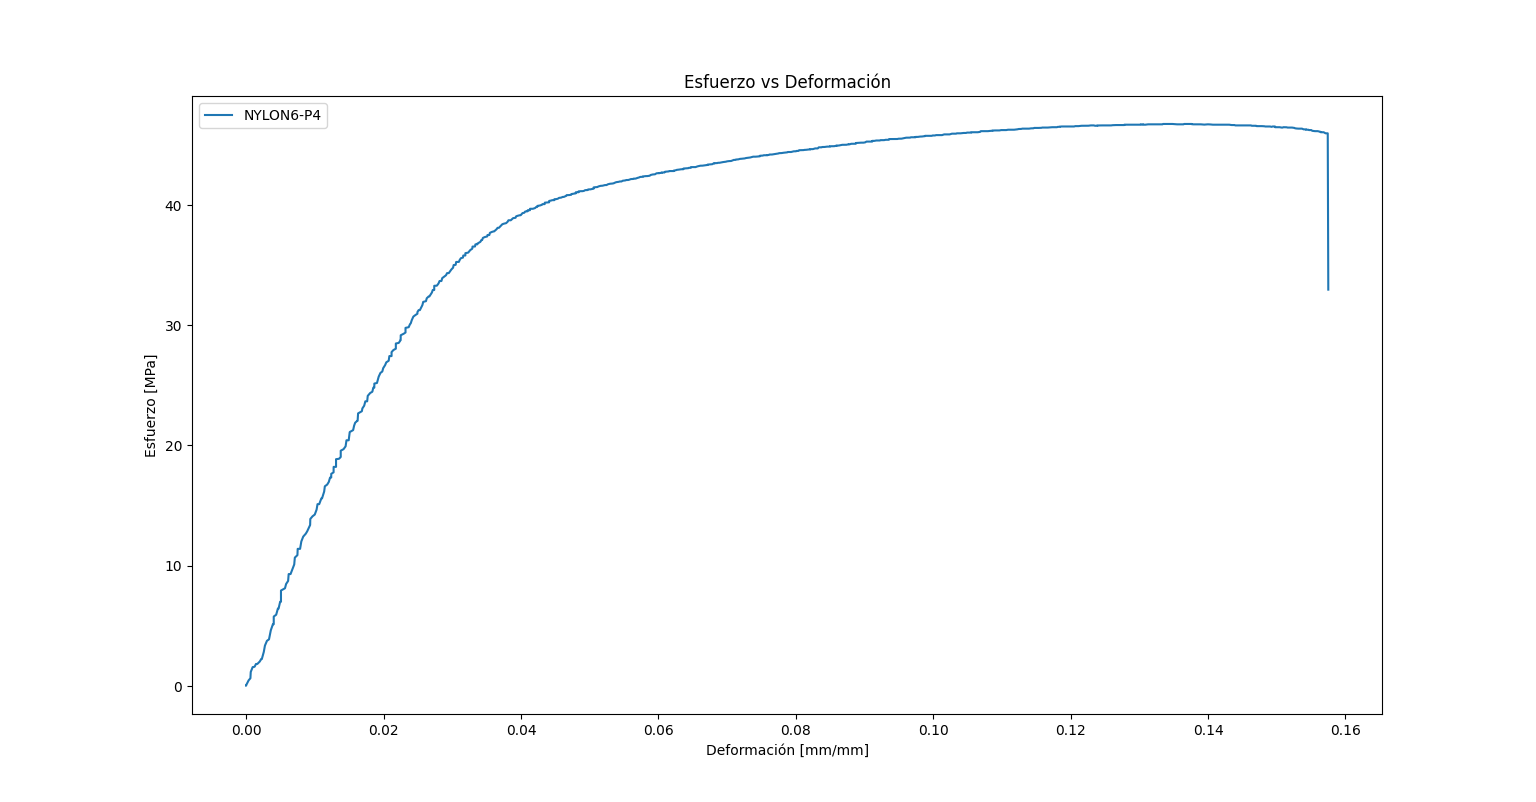 Esfuerzo vs Deformación
NYLON6-P4
Esfuerzo [MPa]
40
30
20
10
0
0.00 0.02 0.04 0.06 0.08 0.10 0.12 0.14 0.16
Deformación [mm/mm]